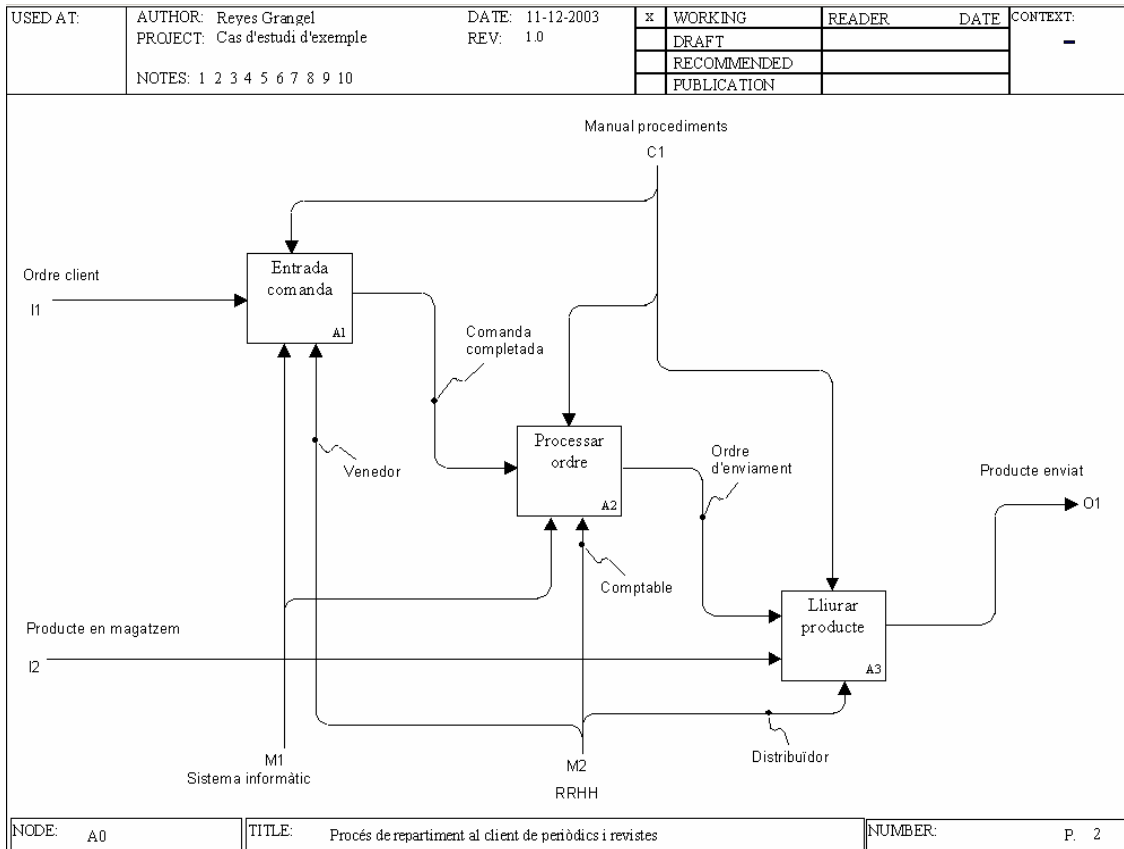 USED AT:
AUTHOR: Reyes Grangel
DATE: 11-12-2003
PROJECT: Cas d'estudi d'exemple
REV: 1.0
NOTES: 1 2 3 4 5 6 7 8 9 10
x WORKING
DRAFT
RECOMMENDED
PUBLICATION
READER DATE
CONTEXT:
Manual procediments
C1
Ordre client
I1
Entrada
comanda
A1
Comanda
completada
Venedor
Processar
ordre
A2
Ordre
d'enviament
Producte enviat
O1
Comptable
Lliurar
producte
A3
Producte en magatzem
I2
M1
Sistema informàtic
M2
RRHH
Distribuïdor
NODE: A0
TITLE: Procés de repartiment al client de periòdics i revistes
NUMBER: P. 2